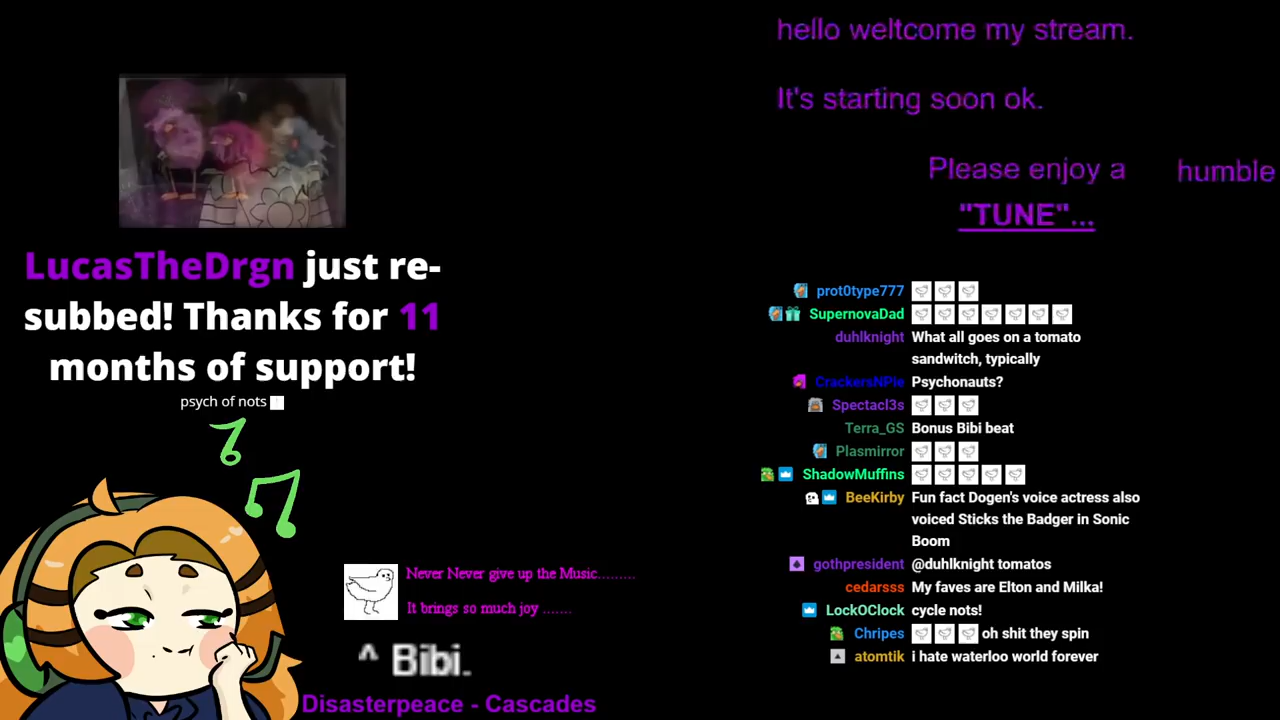 hello weltcome my stream.
It's starting soon ok.
Please enjoy a humble
"TUNE"...
LucasTheDrgn just re-
subbed! Thanks for 11
months of support!
psych of nots
prot0type777
SupernovaDad
duhlknight What all goes on a tomato
sandwitch, typically
CrackersNPie Psychonauts?
Spectacl3s
Terra_GS Bonus Bibi beat
Plasmirror
ShadowMuffins
BeeKirby Fun fact Dogen's voice actress also
voiced Sticks the Badger in Sonic
Boom
gothpresident @duhlknight tomatos
cedarsss My faves are Elton and Milka!
LockOClock cycle nots!
Chripes oh shit they spin
atomtik i hate waterloo world forever
Never Never give up the Music.........
It brings so much joy .......
^ Bibi.
Disasterpeace - Cascades